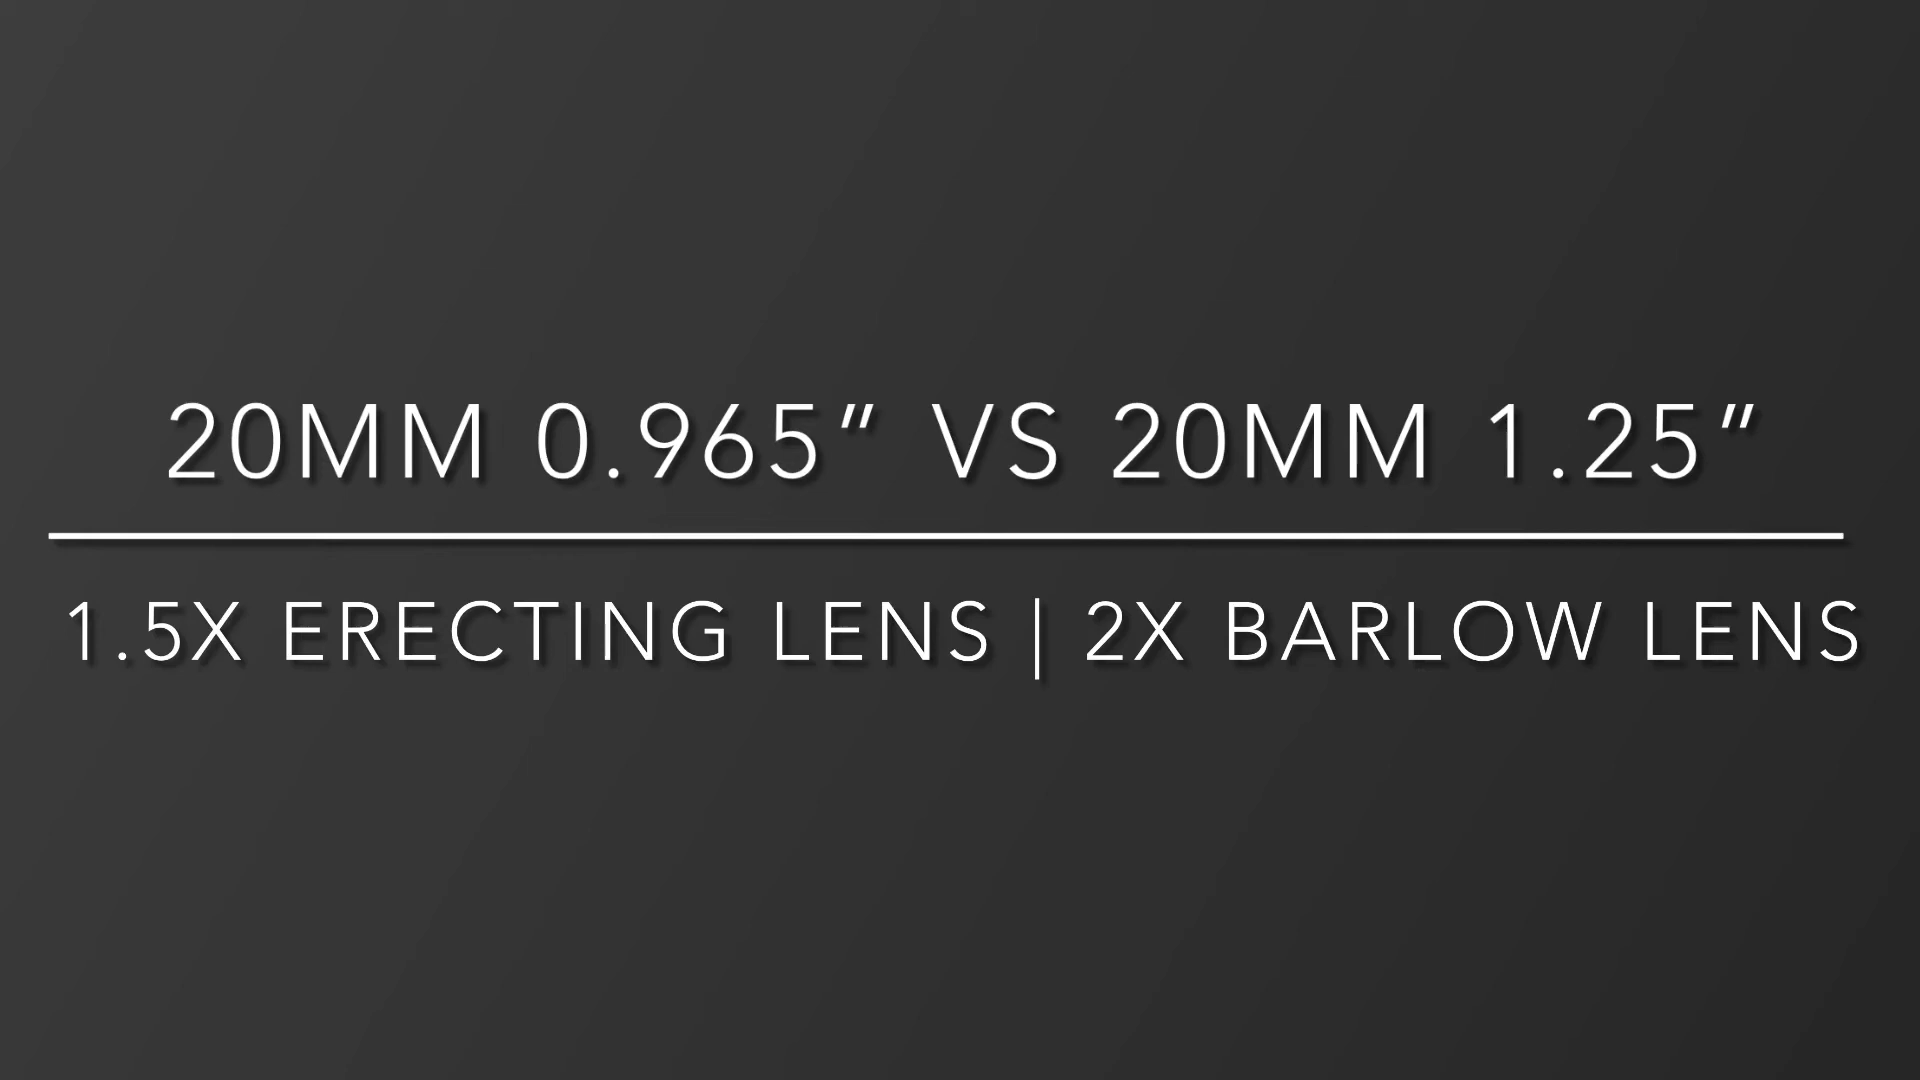 20MM 0.965” VS 20MM 1.25”
1.5X ERECTING LENS | 2X BARLOW LENS